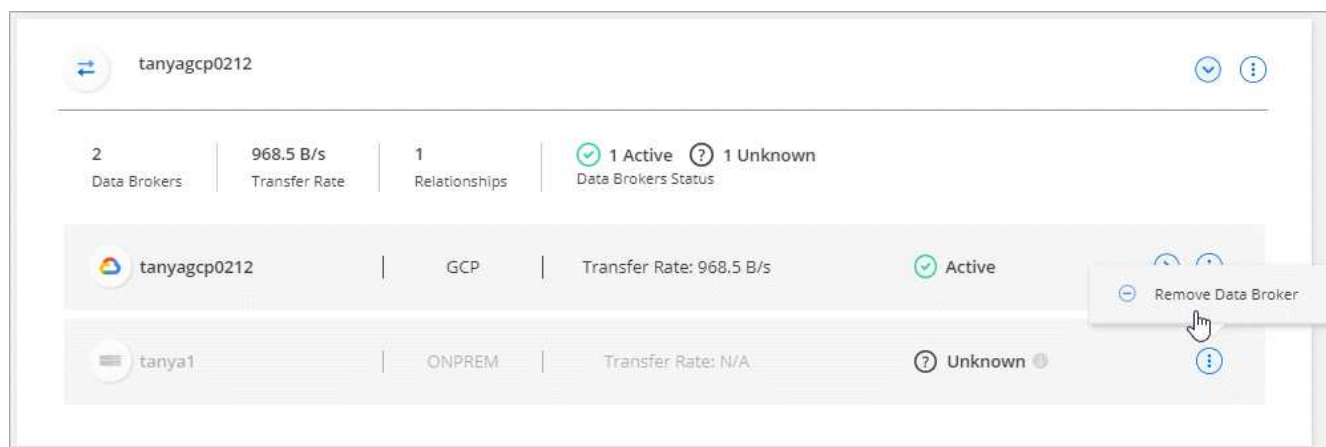 tanyagcp0212
2 968.5 B/s 1 1 Active ? 1 Unknown
Data Brokers Transfer Rate Relationships Data Brokers Status
tanyagcp0212 GCP Transfer Rate: 968.5 B/s Active
Remove Data Broker
tanya1 ONPREM Transfer Rate: N/A ? Unknown